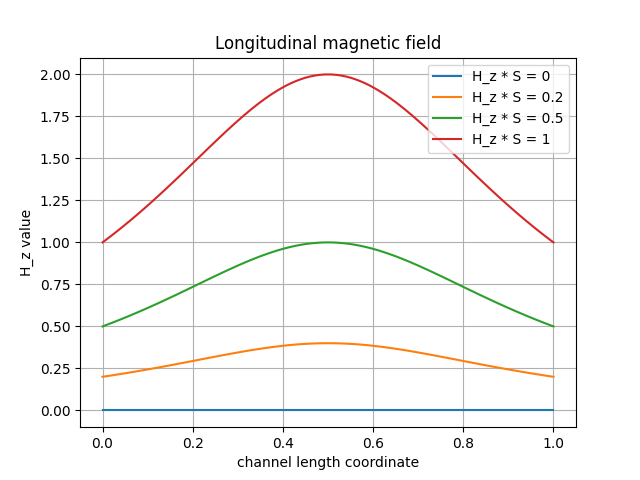 Longitudinal magnetic field
H_z * S = 0
H_z * S = 0.2
H_z * S = 0.5
H_z * S = 1
H_z value
2.00
1.75
1.50
1.25
1.00
0.75
0.50
0.25
0.00
0.0 0.2 0.4 0.6 0.8 1.0
channel length coordinate